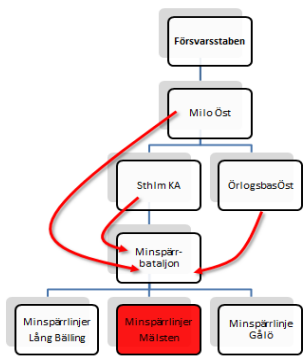 Försvarsstaben
Milo Öst
Sthlm KA
ÖrlogsbasÖst
Minspärr-
bataljon
Minspärrlinjer
Lång Bälling
Minspärrlinjer
Mälsten
Minspärrlinje
Gålö